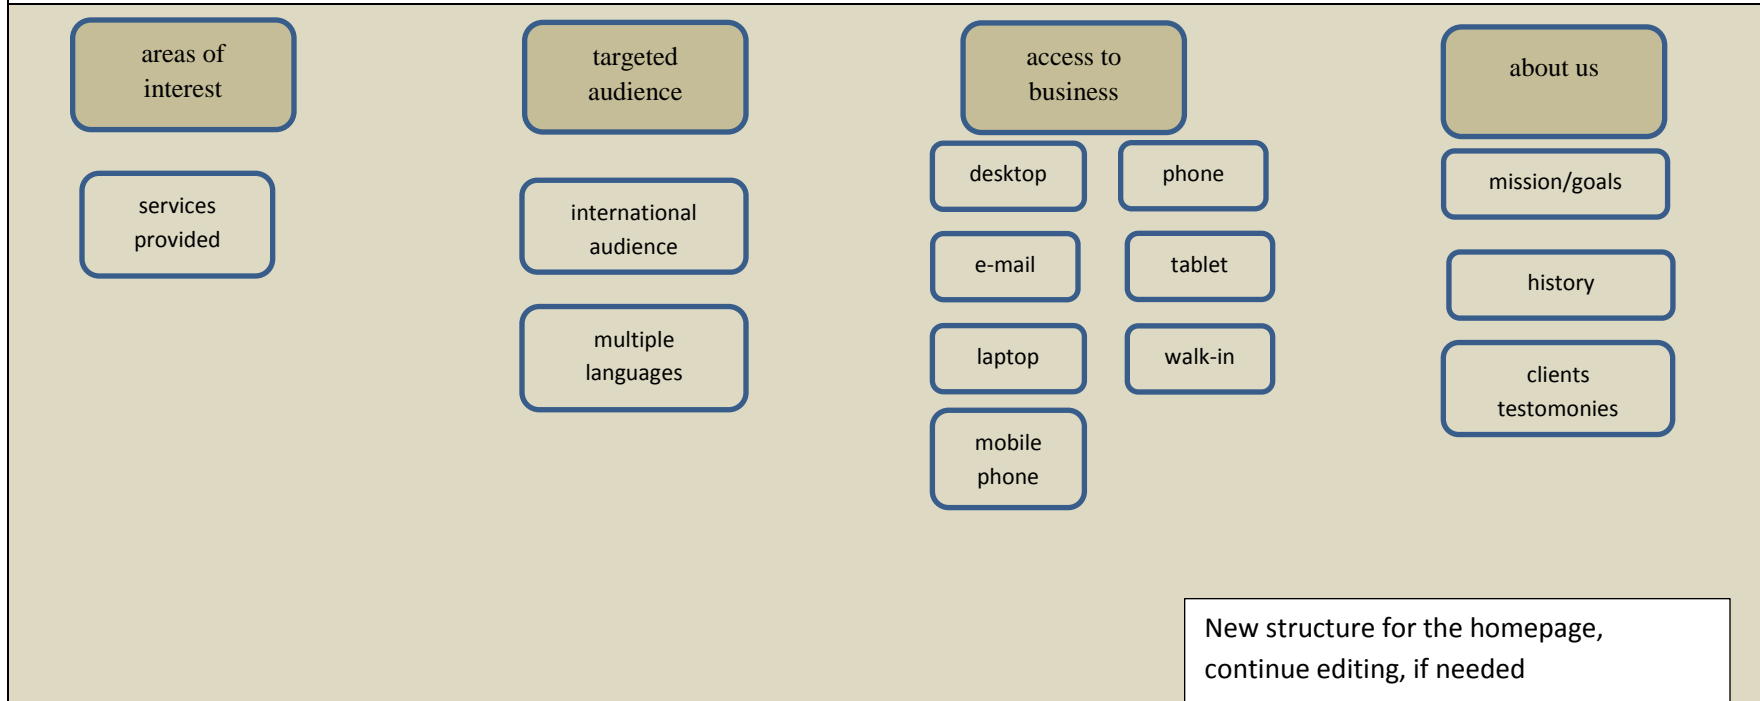 areas of
interest
targeted
audience
access to
business
about us
services
provided
international
audience
multiple
languages
desktop
phone
e-mail
tablet
laptop
walk-in
mobile
phone
mission/goals
history
clients
testomonies
New structure for the homepage,
continue editing, if needed